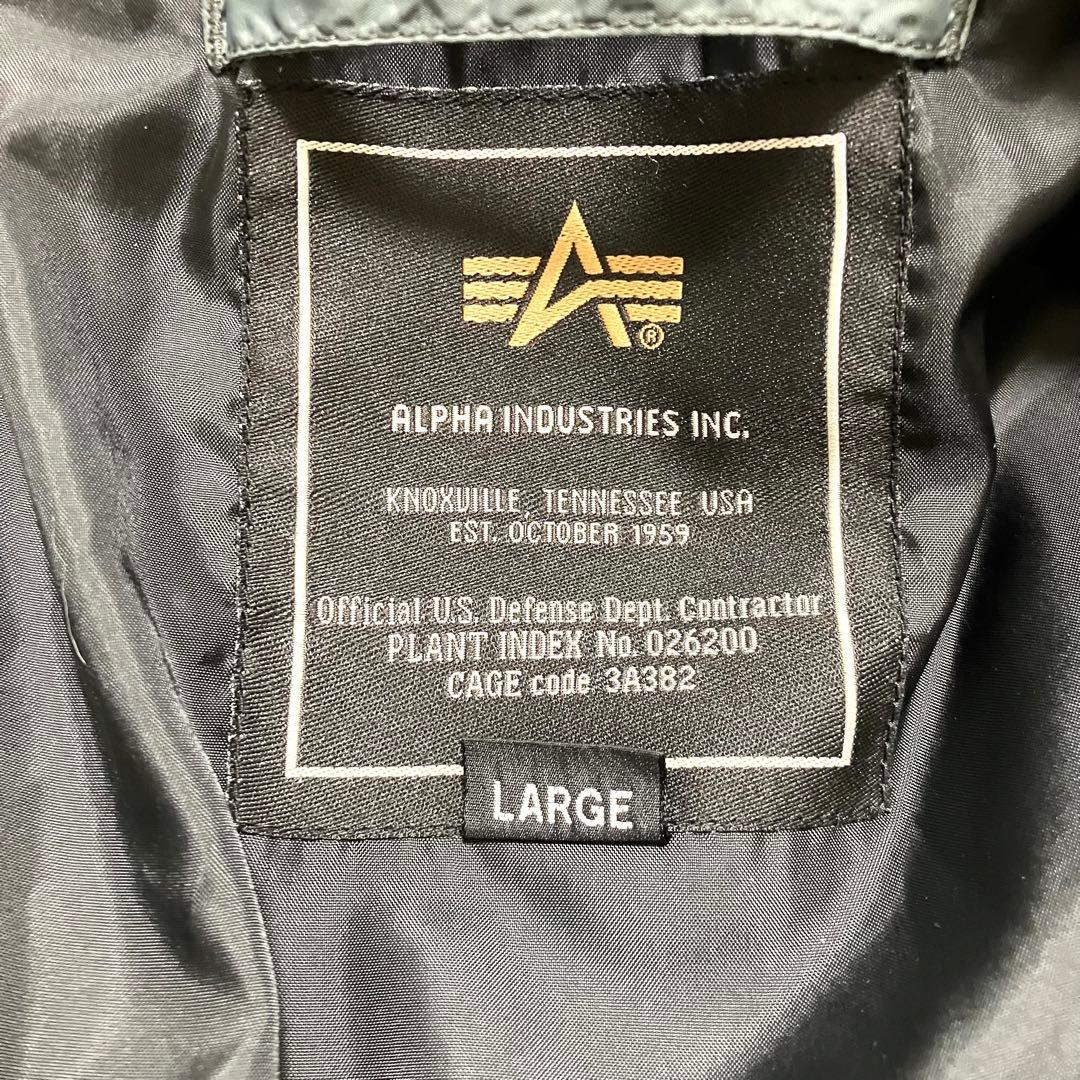 ®
ALPHA INDUSTRIES INC.
KNOXVILLE, TENNESSEE USA
EST. OCTOBER 1959
Official U.S. Defense Dept. Contractor
PLANT INDEX No. 026200
CAGE code 3A382
LARGE